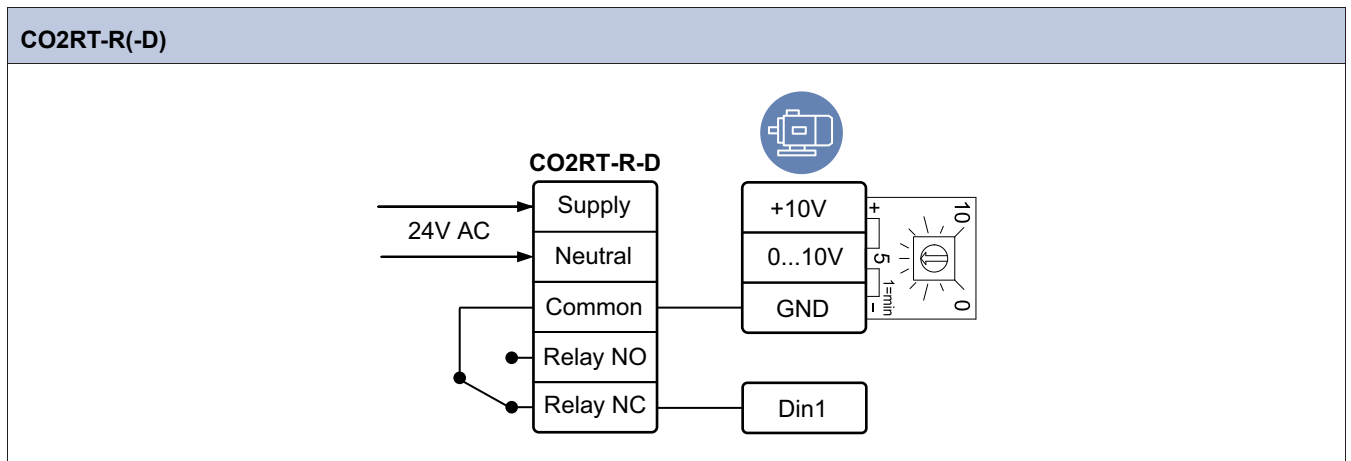 CO2RT-R(-D)
CO2RT-R-D
24V AC
Supply
Neutral
Common
Relay NO
Relay NC
+10V
0...10V
GND
Din1
+
-
10
5
0
1=min